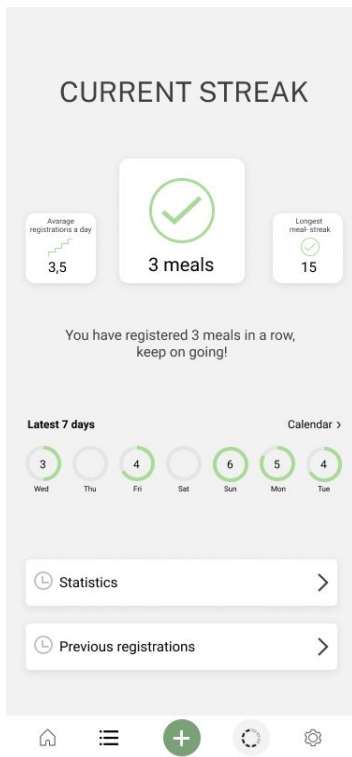 CURRENT STREAK
Avarage
registrations a day
3,5
3 meals
Longest
meal- streak
15
You have registered 3 meals in a row,
keep on going!
Latest 7 days
Calendar >
3
4
6
5
4
Wed
Thu
Fri
Sat
Sun
Mon
Tue
Statistics
Previous registrations